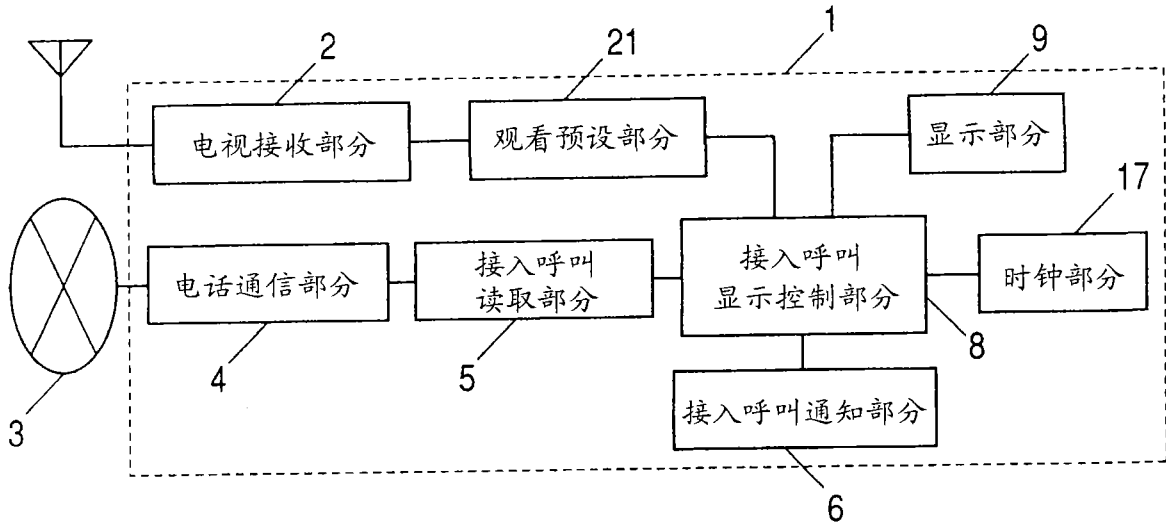 2
21
1
9
电视接收部分
观看预设部分
显示部分
17
电话通信部分
接入呼叫
读取部分
接入呼叫
显示控制部分
时钟部分
3
4
5
8
接入呼叫通知部分
6